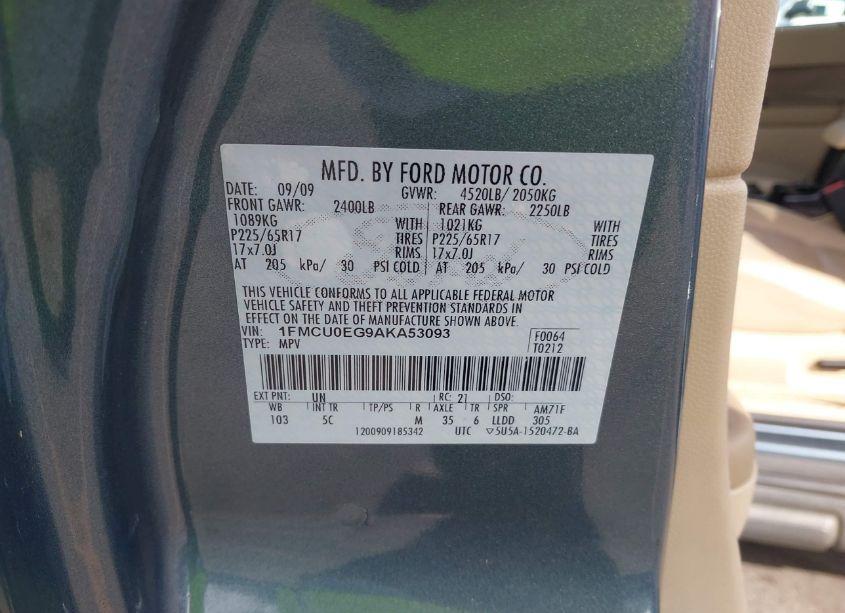 MFD. BY FORD MOTOR CO.
DATE: 09/09 GVWR: 4520LB/ 2050KG
FRONT GAWR: 2400LB REAR GAWR: 2250LB
1089KG WITH 1021KG WITH
P225/65R17 TIRES P225/65R17 TIRES
17x7.0J RIMS 17x7.0J RIMS
AT 205 kPa/ 30 PSI COLD AT 205 kPa/ 30 PSI COLD
THIS VEHICLE CONFORMS TO ALL APPLICABLE FEDERAL MOTOR
VEHICLE SAFETY AND THEFT PREVENTION STANDARDS IN
EFFECT ON THE DATE OF MANUFACTURE SHOWN ABOVE.
VIN: 1FMCU0EG9AKA53093 F0064
TYPE: MPV T0212
EXT PNT: UN RC: 21 DSO:
WB INT TR TP/PS R AXLE TR SPR AM71F
103 5C M 35 6 LLDD 305
1200909185342 UTC ▽5U5A-1520472-BA